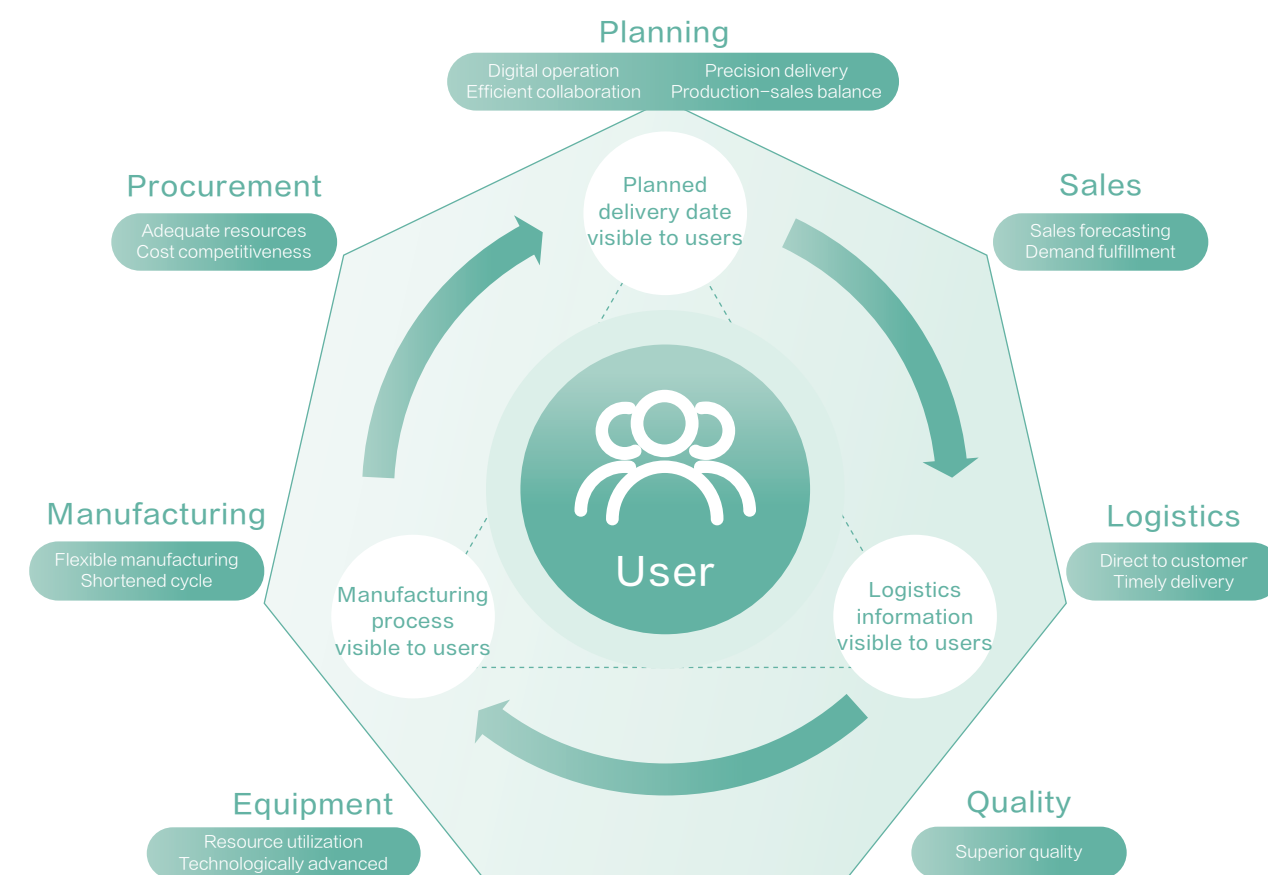 Planning
Digital operation
Efficient collaboration
Precision delivery
Production–sales balance
Procurement
Adequate resources
Cost competitiveness
Planned
delivery date
visible to users
Sales
Sales forecasting
Demand fulfillment
Manufacturing
Flexible manufacturing
Shortened cycle
User
Logistics
Direct to customer
Timely delivery
Manufacturing
process
visible to users
Logistics
information
visible to users
Equipment
Resource utilization
Technologically advanced
Quality
Superior quality